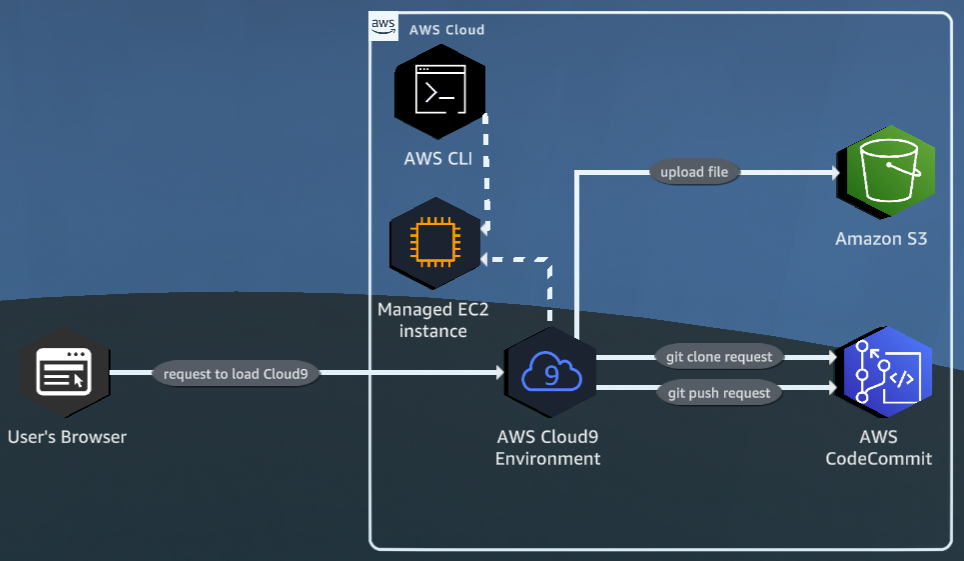 aws
AWS Cloud
AWS CLI
upload file
Amazon S3
Managed EC2
instance
request to load Cloud9
User's Browser
9
AWS Cloud9
Environment
git clone request
git push request
</>
AWS
CodeCommit